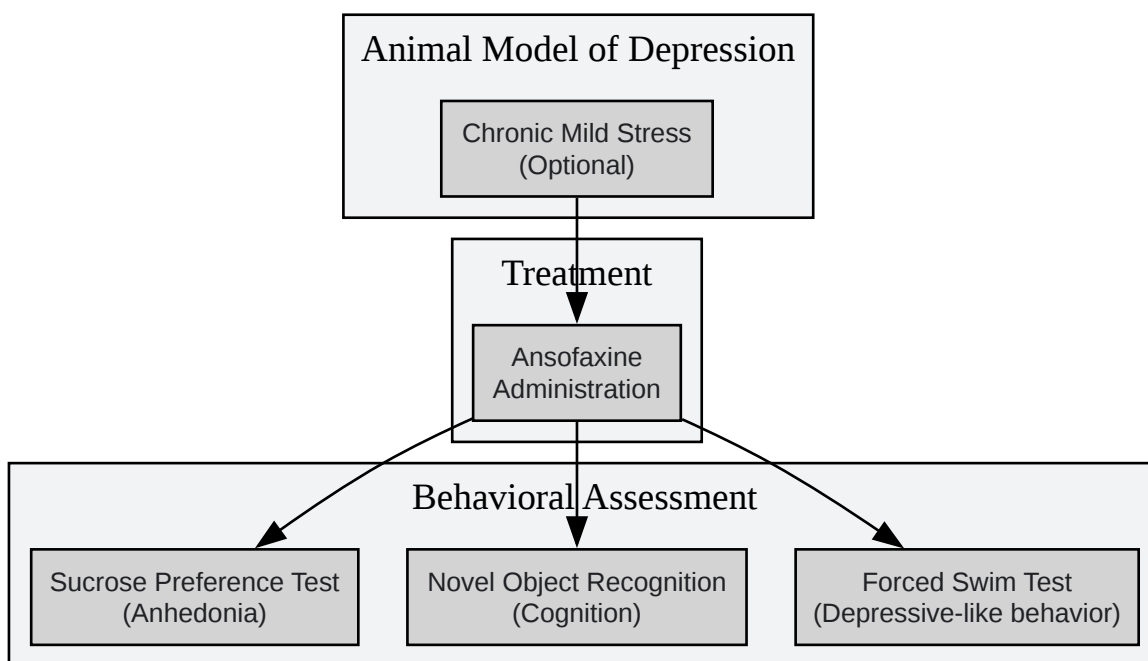 Animal Model of Depression
Chronic Mild Stress
(Optional)
Treatment
Ansofaxine
Administration
Behavioral Assessment
Sucrose Preference Test
(Anhedonia)
Novel Object Recognition
(Cognition)
Forced Swim Test
(Depressive-like behavior)